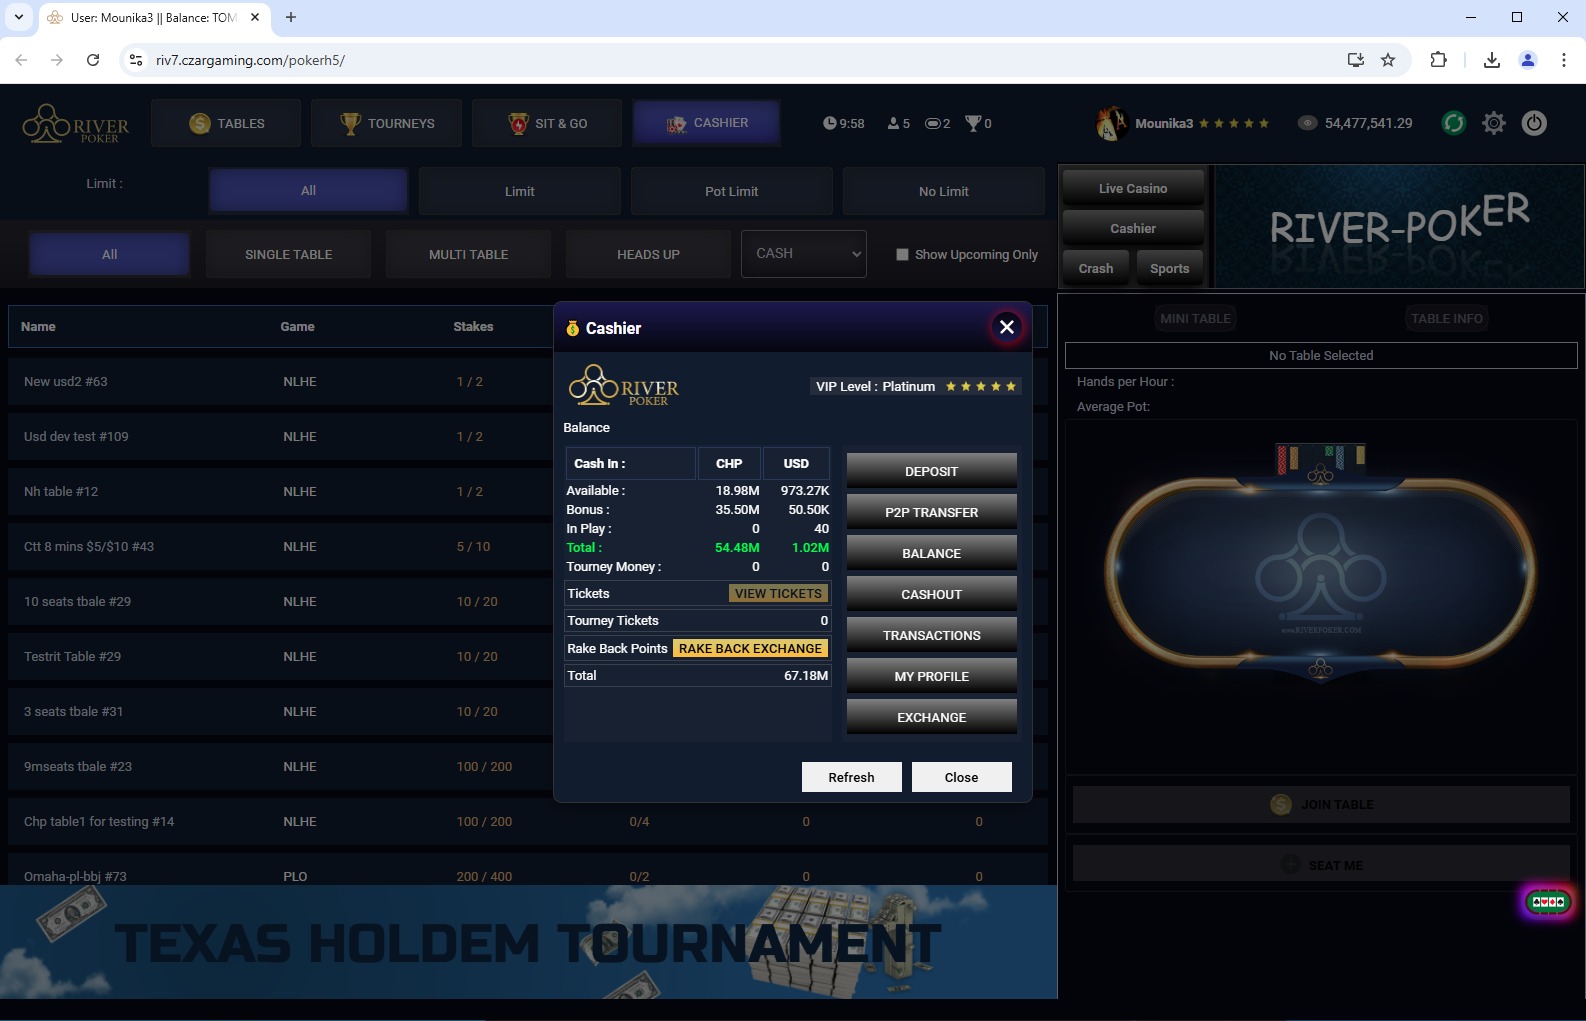 User: Mounika3 || Balance: TOM
riv7.czargaming.com/pokerh5/
RIVER POKER
TABLES
TOURNEYS
SIT & GO
CASHIER
9:58
5
2
0
Mounika3
54,477,541.29
Limit :
All
Limit
Pot Limit
No Limit
All
SINGLE TABLE
MULTI TABLE
HEADS UP
CASH
Show Upcoming Only
Live Casino
Cashier
Crash
Sports
RIVER-POKER
Name
Game
Stakes
New usd2 #63
NLHE
1 / 2
Usd dev test #109
NLHE
1 / 2
Nh table #12
NLHE
1 / 2
Ctt 8 mins $5/$10 #43
NLHE
5 / 10
10 seats tbale #29
NLHE
10 / 20
Testrit Table #29
NLHE
10 / 20
3 seats tbale #31
NLHE
10 / 20
9mseats tbale #23
NLHE
100 / 200
Chp table1 for testing #14
NLHE
100 / 200
0/4
0
0
Omaha-pl-bbj #73
PLO
200 / 400
0/2
0
0
TEXAS HOLDEM TOURNAMENT
Cashier
RIVER POKER
VIP Level : Platinum
Balance
Cash In :
CHP
USD
Available :
18.98M
973.27K
Bonus :
35.50M
50.50K
In Play :
0
40
Total :
54.48M
1.02M
Tourney Money :
0
0
Tickets
VIEW TICKETS
Tourney Tickets
0
Rake Back Points
RAKE BACK EXCHANGE
Total
67.18M
DEPOSIT
P2P TRANSFER
BALANCE
CASHOUT
TRANSACTIONS
MY PROFILE
EXCHANGE
Refresh
Close
MINI TABLE
TABLE INFO
No Table Selected
Hands per Hour :
Average Pot:
www.RIVERPOKER.COM
JOIN TABLE
SEAT ME